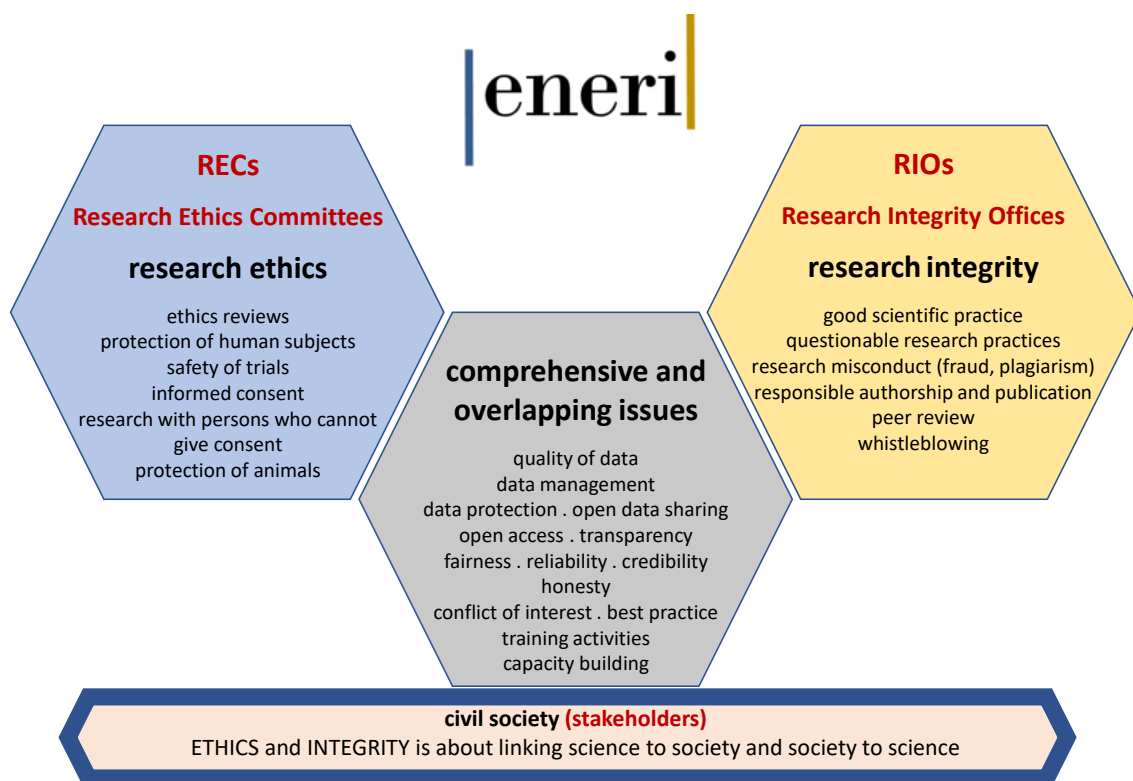 eneri
RECs
Research Ethics Committees
research ethics
ethics reviews
protection of human subjects
safety of trials
informed consent
research with persons who cannot
give consent
protection of animals
comprehensive and
overlapping issues
quality of data
data management
data protection . open data sharing
open access . transparency
fairness . reliability . credibility
honesty
conflict of interest . best practice
training activities
capacity building
RIOs
Research Integrity Offices
research integrity
good scientific practice
questionable research practices
research misconduct (fraud, plagiarism)
responsible authorship and publication
peer review
whistleblowing
civil society (stakeholders)
ETHICS and INTEGRITY is about linking science to society and society to science